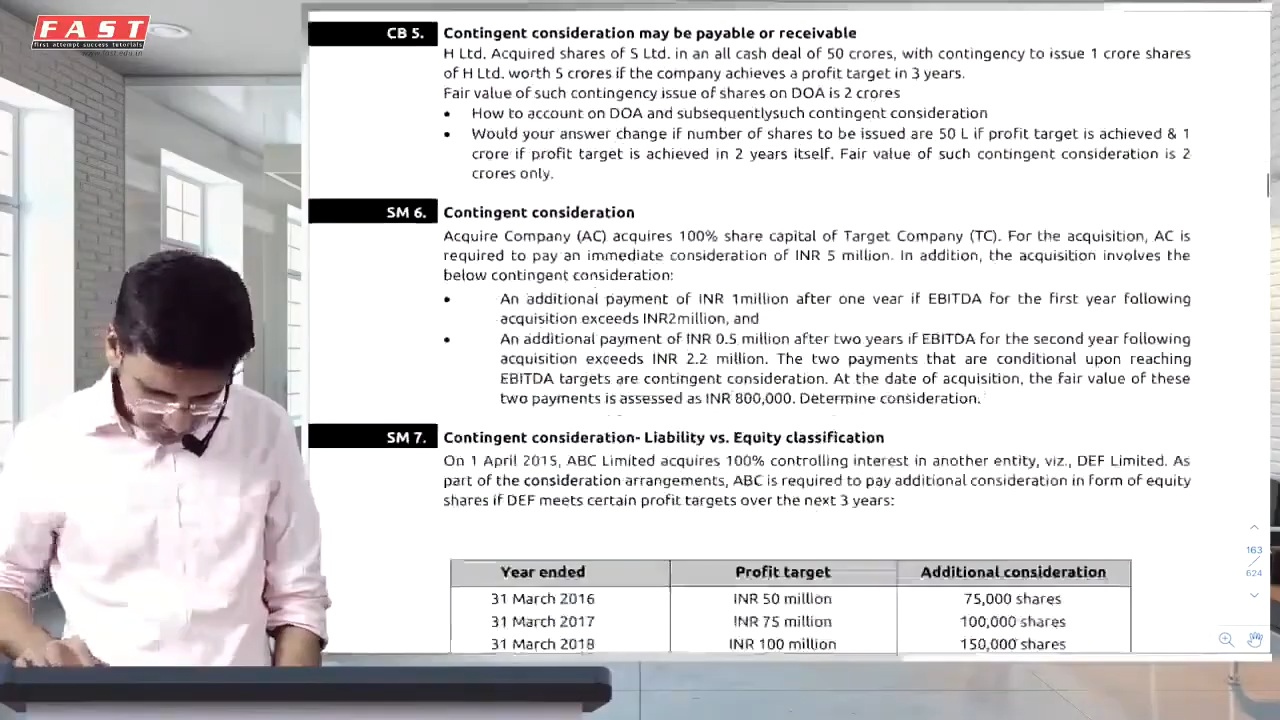 FAST
first attempt success tutorials
www.fast.edu.in
CB 5. Contingent consideration may be payable or receivable
H Ltd. Acquired shares of S Ltd. in an all cash deal of 50 crores, with contingency to issue 1 crore shares
of H Ltd. worth 5 crores if the company achieves a profit target in 3 years.
Fair value of such contingency issue of shares on DOA is 2 crores
• How to account on DOA and subsequentlysuch contingent consideration
• Would your answer change if number of shares to be issued are 50 L if profit target is achieved & 1
crore if profit target is achieved in 2 years itself. Fair value of such contingent consideration is 2
crores only.
SM 6. Contingent consideration
Acquire Company (AC) acquires 100% share capital of Target Company (TC). For the acquisition, AC is
required to pay an immediate consideration of INR 5 million. In addition, the acquisition involves the
below contingent consideration:
• An additional payment of INR 1million after one year if EBITDA for the first year following
acquisition exceeds INR2million, and
• An additional payment of INR 0.5 million after two years if EBITDA for the second year following
acquisition exceeds INR 2.2 million. The two payments that are conditional upon reaching
EBITDA targets are contingent consideration. At the date of acquisition, the fair value of these
two payments is assessed as INR 800,000. Determine consideration.
SM 7. Contingent consideration- Liability vs. Equity classification
On 1 April 2015, ABC Limited acquires 100% controlling interest in another entity, viz., DEF Limited. As
part of the consideration arrangements, ABC is required to pay additional consideration in form of equity
shares if DEF meets certain profit targets over the next 3 years:
Year ended Profit target Additional consideration
31 March 2016 INR 50 million 75,000 shares
31 March 2017 INR 75 million 100,000 shares
31 March 2018 INR 100 million 150,000 shares
163
624